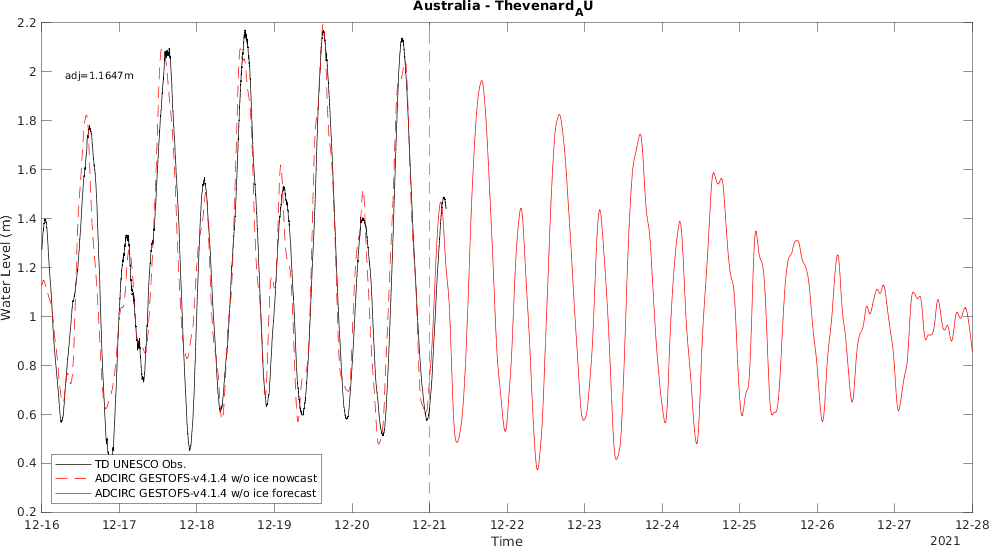 Australia - Thevenard_AU
adj=1.1647m
Water Level (m)
2.2
2
1.8
1.6
1.4
1.2
1
0.8
0.6
0.4
0.2
TD UNESCO Obs.
ADCIRC GESTOFS-v4.1.4 w/o ice nowcast
ADCIRC GESTOFS-v4.1.4 w/o ice forecast
12-16 12-17 12-18 12-19 12-20 12-21 12-22 12-23 12-24 12-25 12-26 12-27 12-28
Time
2021